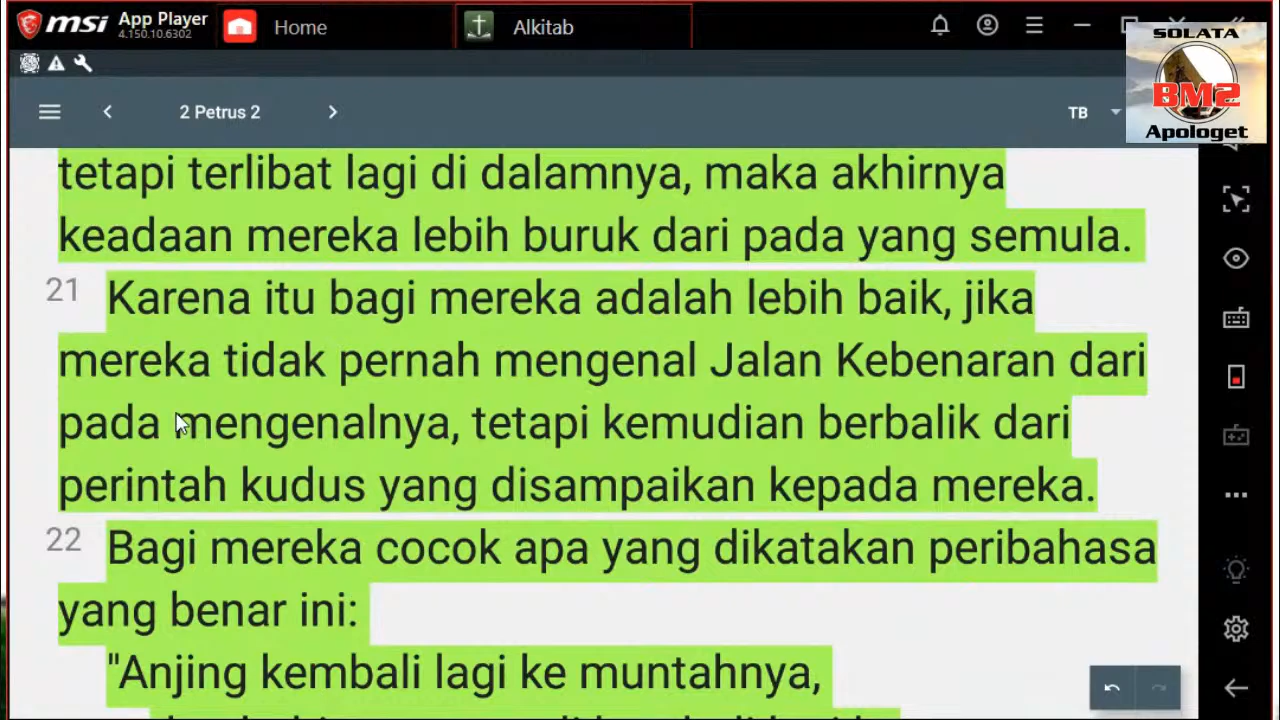 msi App Player
4.150.10.6302
Home
Alkitab
SOLATA
BMS
Apologet
2 Petrus 2
TB
tetapi terlibat lagi di dalamnya, maka akhirnya
keadaan mereka lebih buruk dari pada yang semula.
21 Karena itu bagi mereka adalah lebih baik, jika
mereka tidak pernah mengenal Jalan Kebenaran dari
pada mengenalnya, tetapi kemudian berbalik dari
perintah kudus yang disampaikan kepada mereka.
22 Bagi mereka cocok apa yang dikatakan peribahasa
yang benar ini:
"Anjing kembali lagi ke muntahnya,